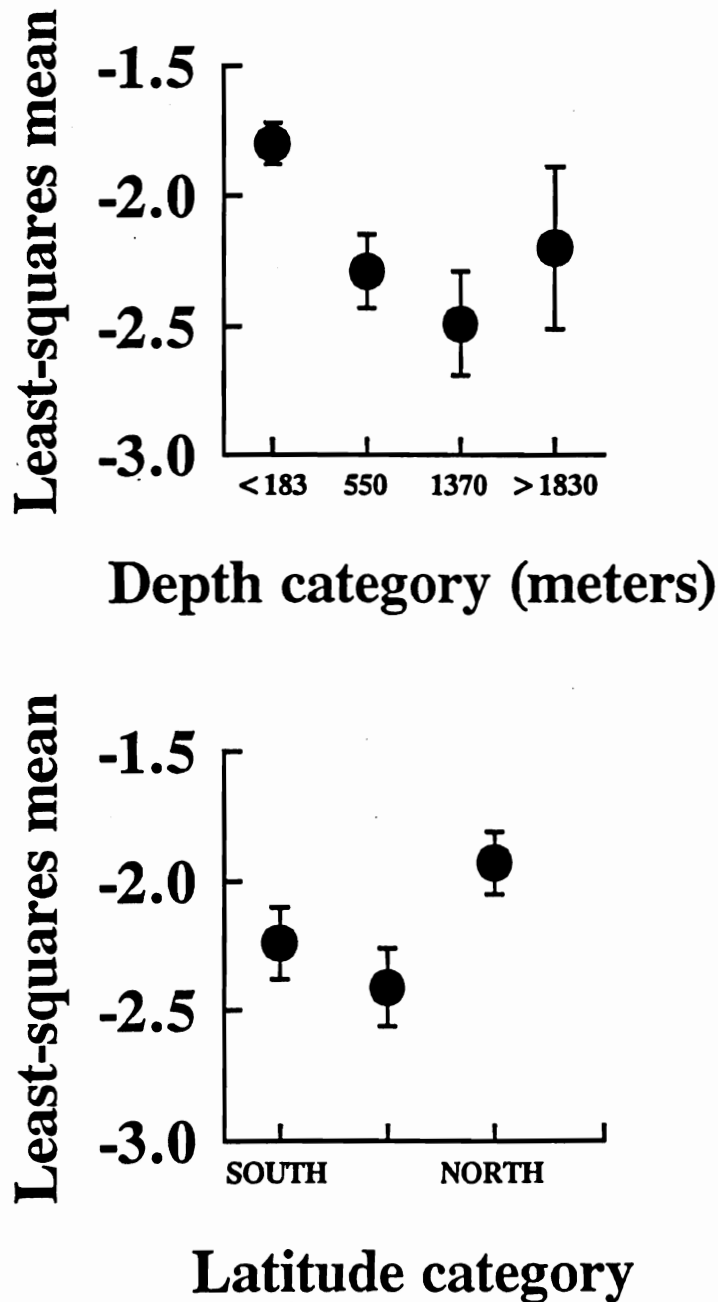 Least-squares mean
-1.5
-2.0
-2.5
-3.0
<183 550 1370 >1830
Depth category (meters)
Least-squares mean
-1.5
-2.0
-2.5
-3.0
SOUTH NORTH
Latitude category